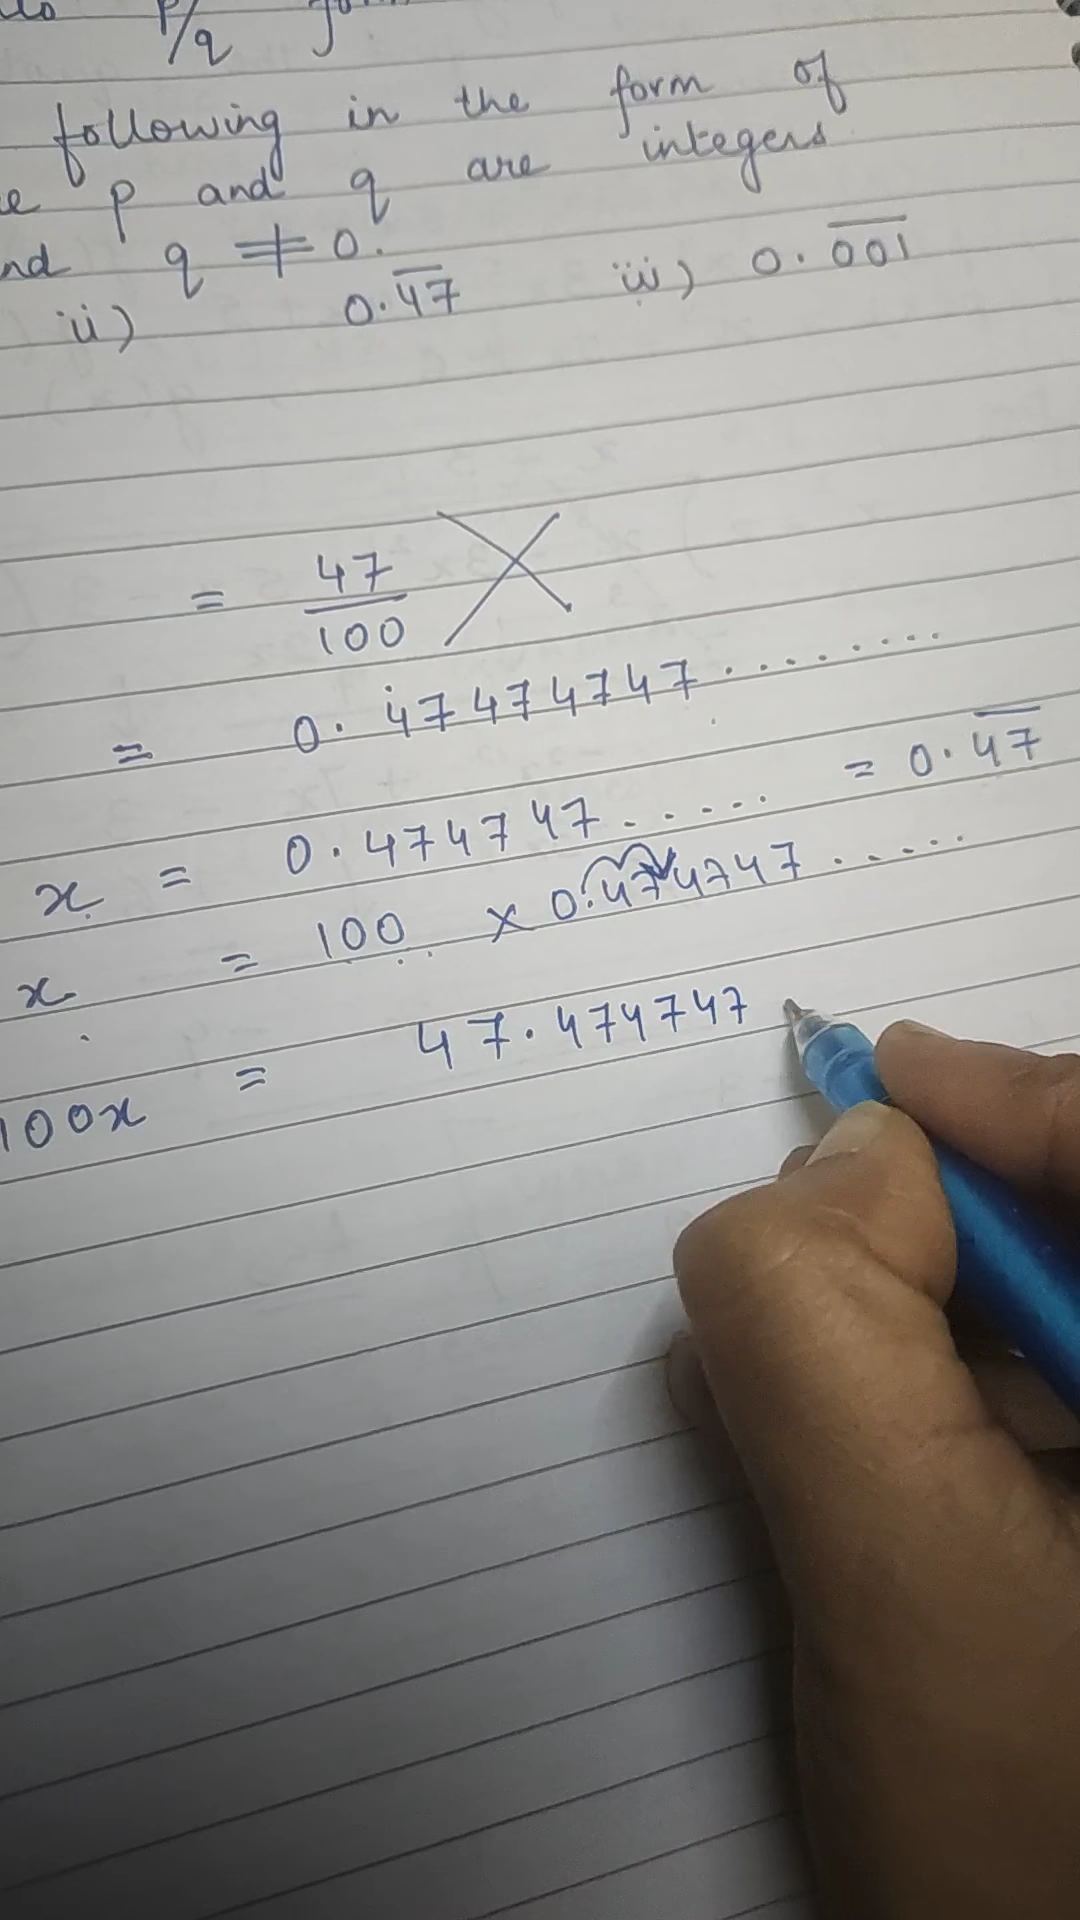 p/q
following in the form of
p and q are integers
q ≠ 0.
ii) 0.4̅7̅ iii) 0.0̅0̅1̅
= 47/100
= 0.47474747........
x = 0.474747..... = 0.4̅7̅
x = 100 × 0.474747.....
100x = 47.474747